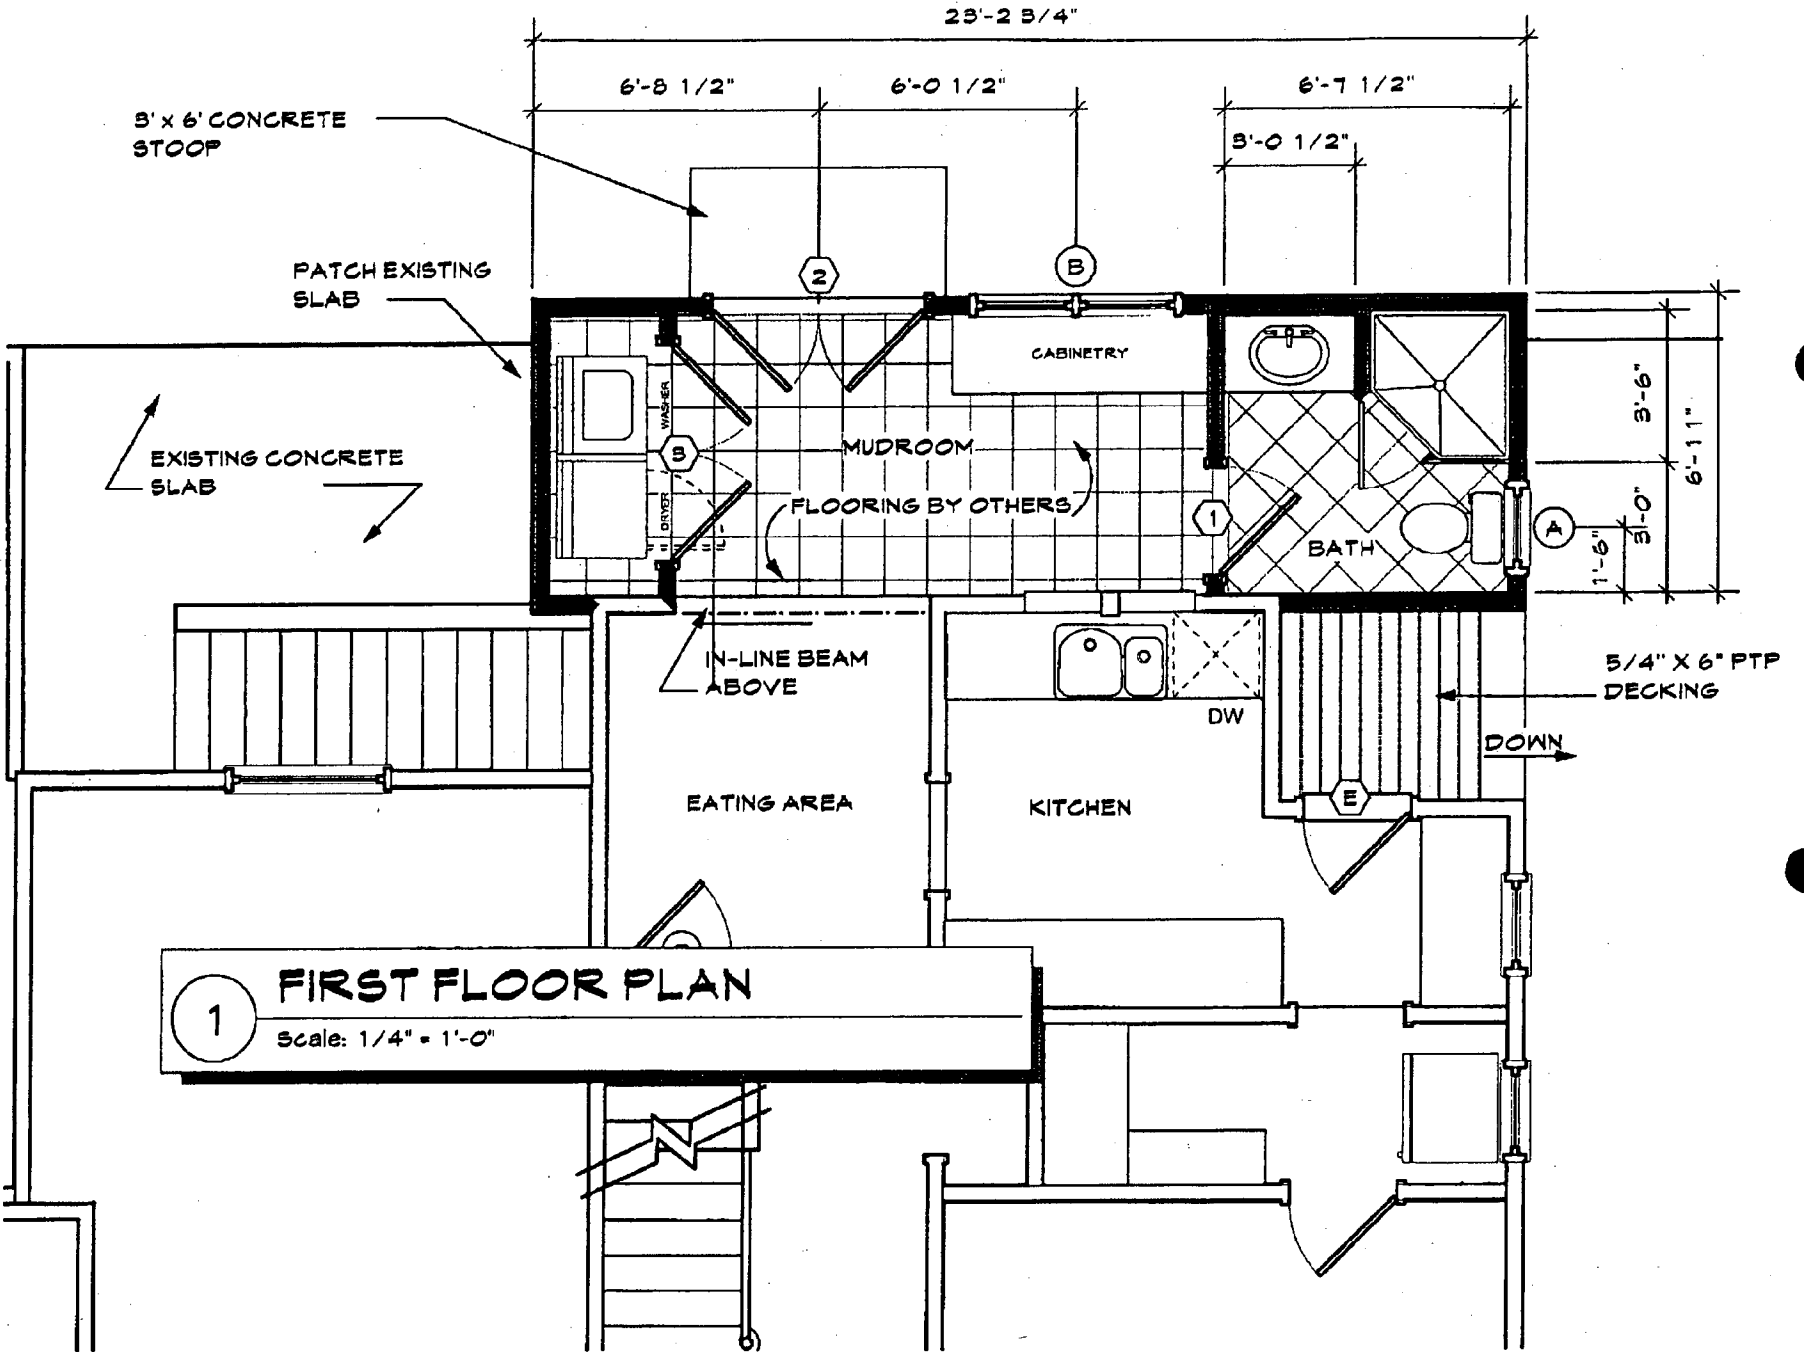 23'-2 3/4"
6'-8 1/2"
6'-0 1/2"
6'-7 1/2"
3'-0 1/2"
3' x 6' CONCRETE
STOOP
PATCH EXISTING
SLAB
2
B
CABINETRY
WASHER
3
DRYER
MUDROOM
FLOORING BY OTHERS
1
BATH
A
3'-6"
6'-11"
3'-0"
1'-6"
EXISTING CONCRETE
SLAB
IN-LINE BEAM
ABOVE
DW
5/4" X 6" PTP
DECKING
DOWN
E
EATING AREA
KITCHEN
1
FIRST FLOOR PLAN
Scale: 1/4" = 1'-0"